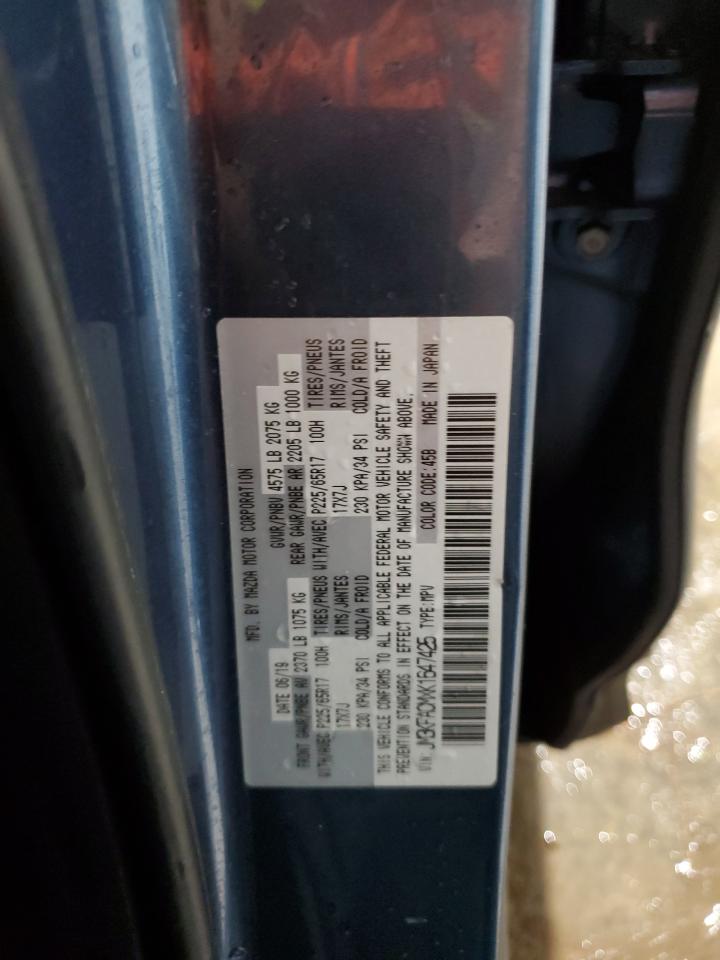 MFD. BY MAZDA MOTOR CORPORATION
DATE 06/19 GVWR/PNBV 4575 LB 2075 KG
FRONT GAWR/PNBE AV 2370 LB 1075 KG REAR GAWR/PNBE AR 2205 LB 1000 KG
WITH/AVEC P225/65R17 100H TIRES/PNEUS WITH/AVEC P225/65R17 100H TIRES/PNEUS
17X7J RIMS/JANTES 17X7J RIMS/JANTES
230 KPA/34 PSI COLD/A FROID 230 KPA/34 PSI COLD/A FROID
THIS VEHICLE CONFORMS TO ALL APPLICABLE FEDERAL MOTOR VEHICLE SAFETY AND THEFT
PREVENTION STANDARDS IN EFFECT ON THE DATE OF MANUFACTURE SHOWN ABOVE.
VIN: TYPE:MPV COLOR CODE:45B MADE IN JAPAN